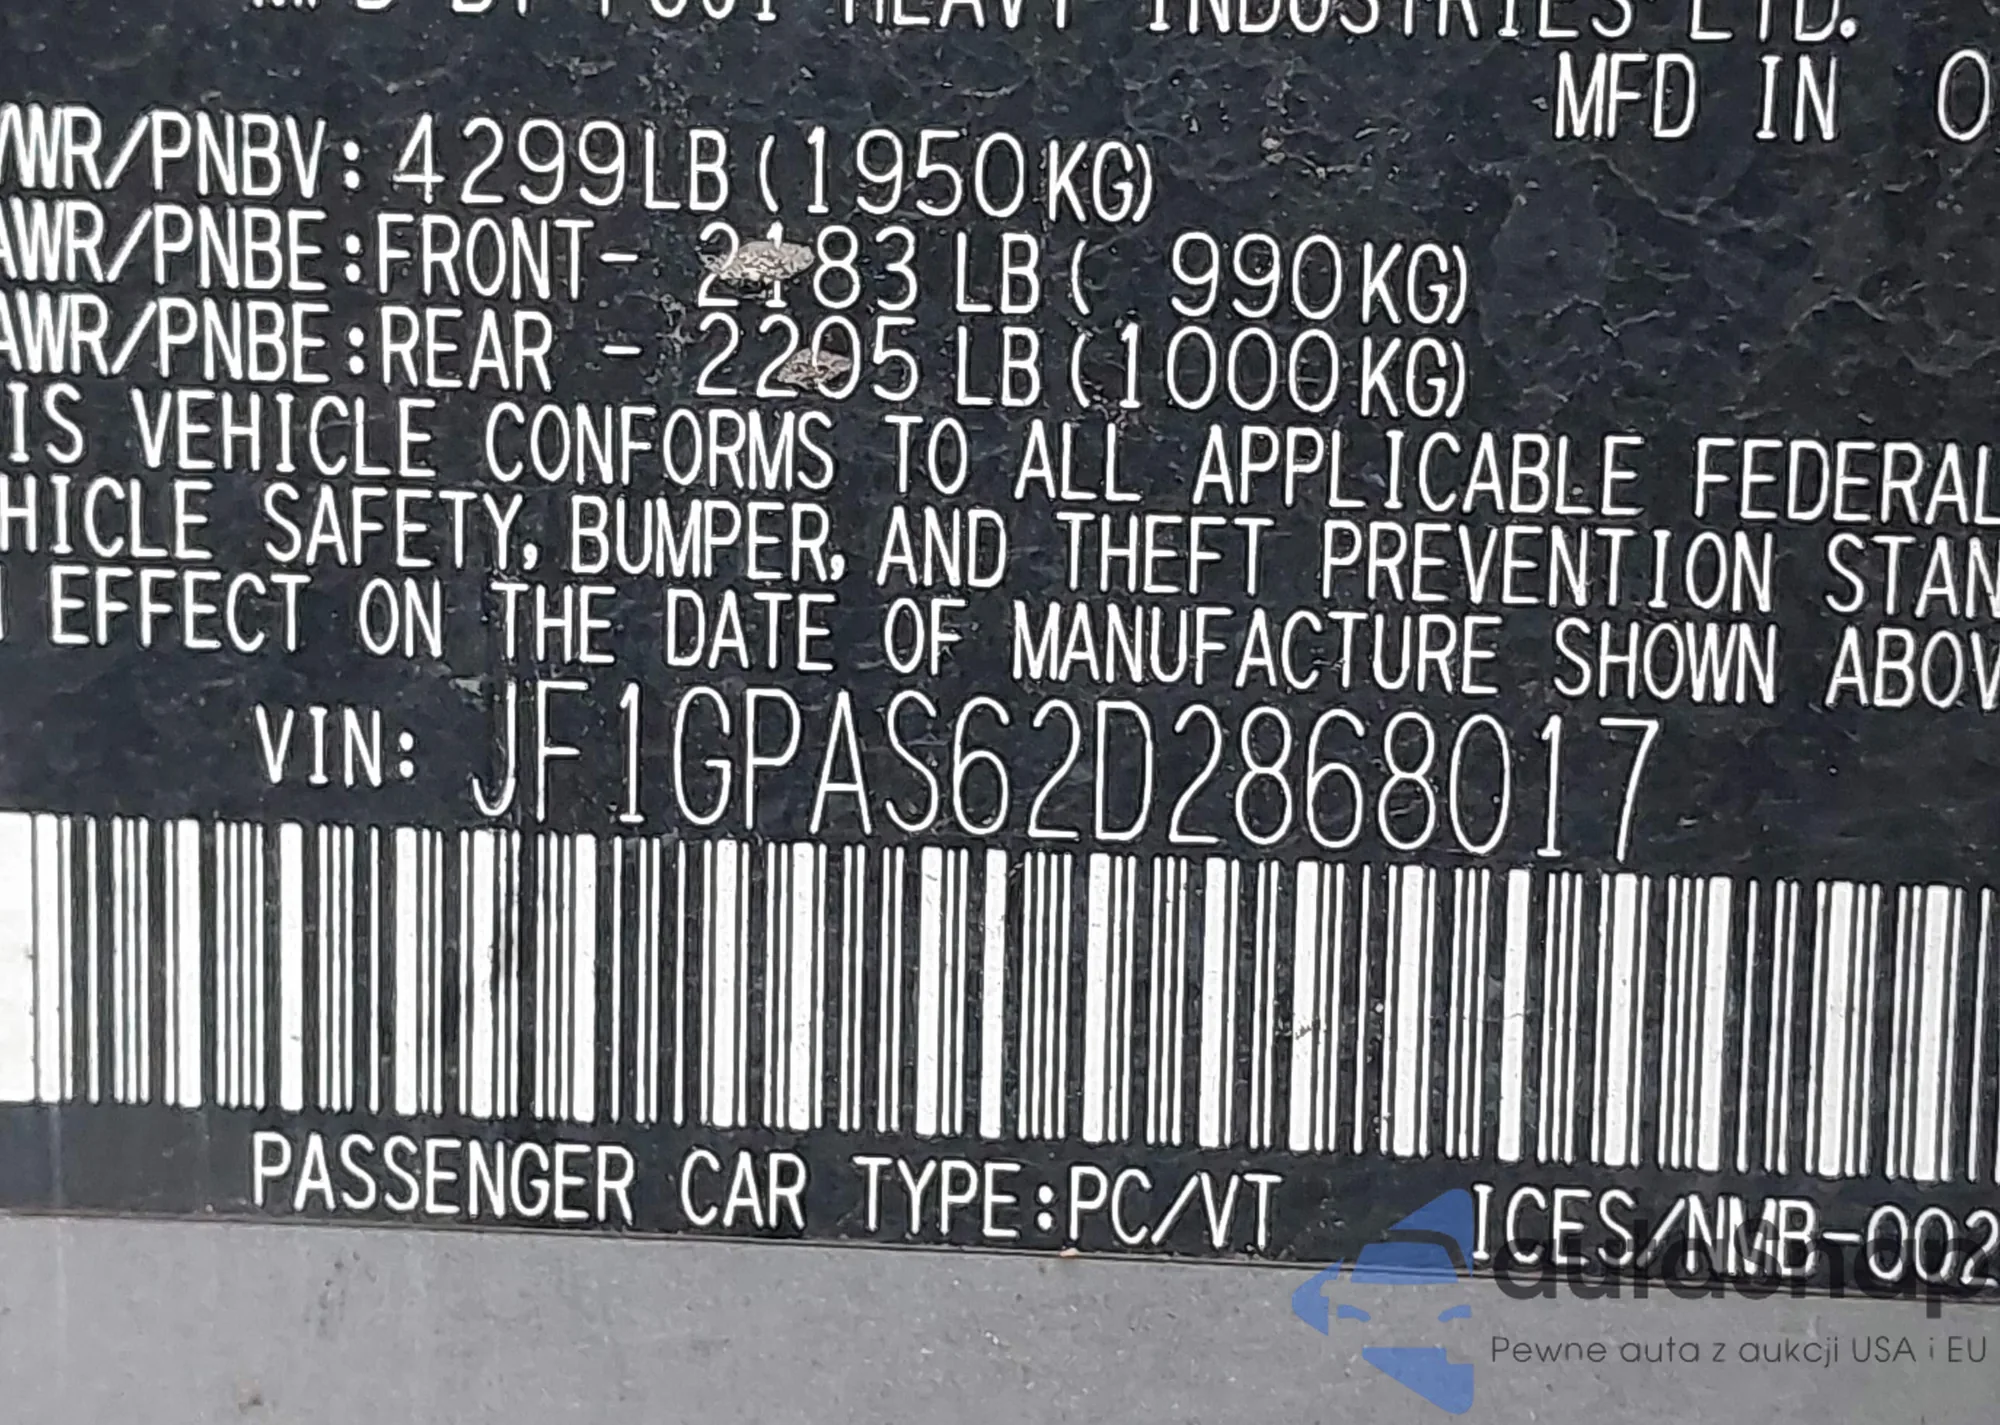 MFD BY FUJI HEAVY INDUSTRIES LTD.
MFD IN 0
VWR/PNBV: 4299LB (1950KG)
AWR/PNBE:FRONT- 2183 LB ( 990KG)
AWR/PNBE:REAR - 2205 LB (1000KG)
IS VEHICLE CONFORMS TO ALL APPLICABLE FEDERAL
HICLE SAFETY, BUMPER, AND THEFT PREVENTION STAN
EFFECT ON THE DATE OF MANUFACTURE SHOWN ABOV
VIN: JF1GPAS62D2868017
PASSENGER CAR TYPE:PC/VT ICES/NMB-002
autosnap
Pewne auta z aukcji USA i EU